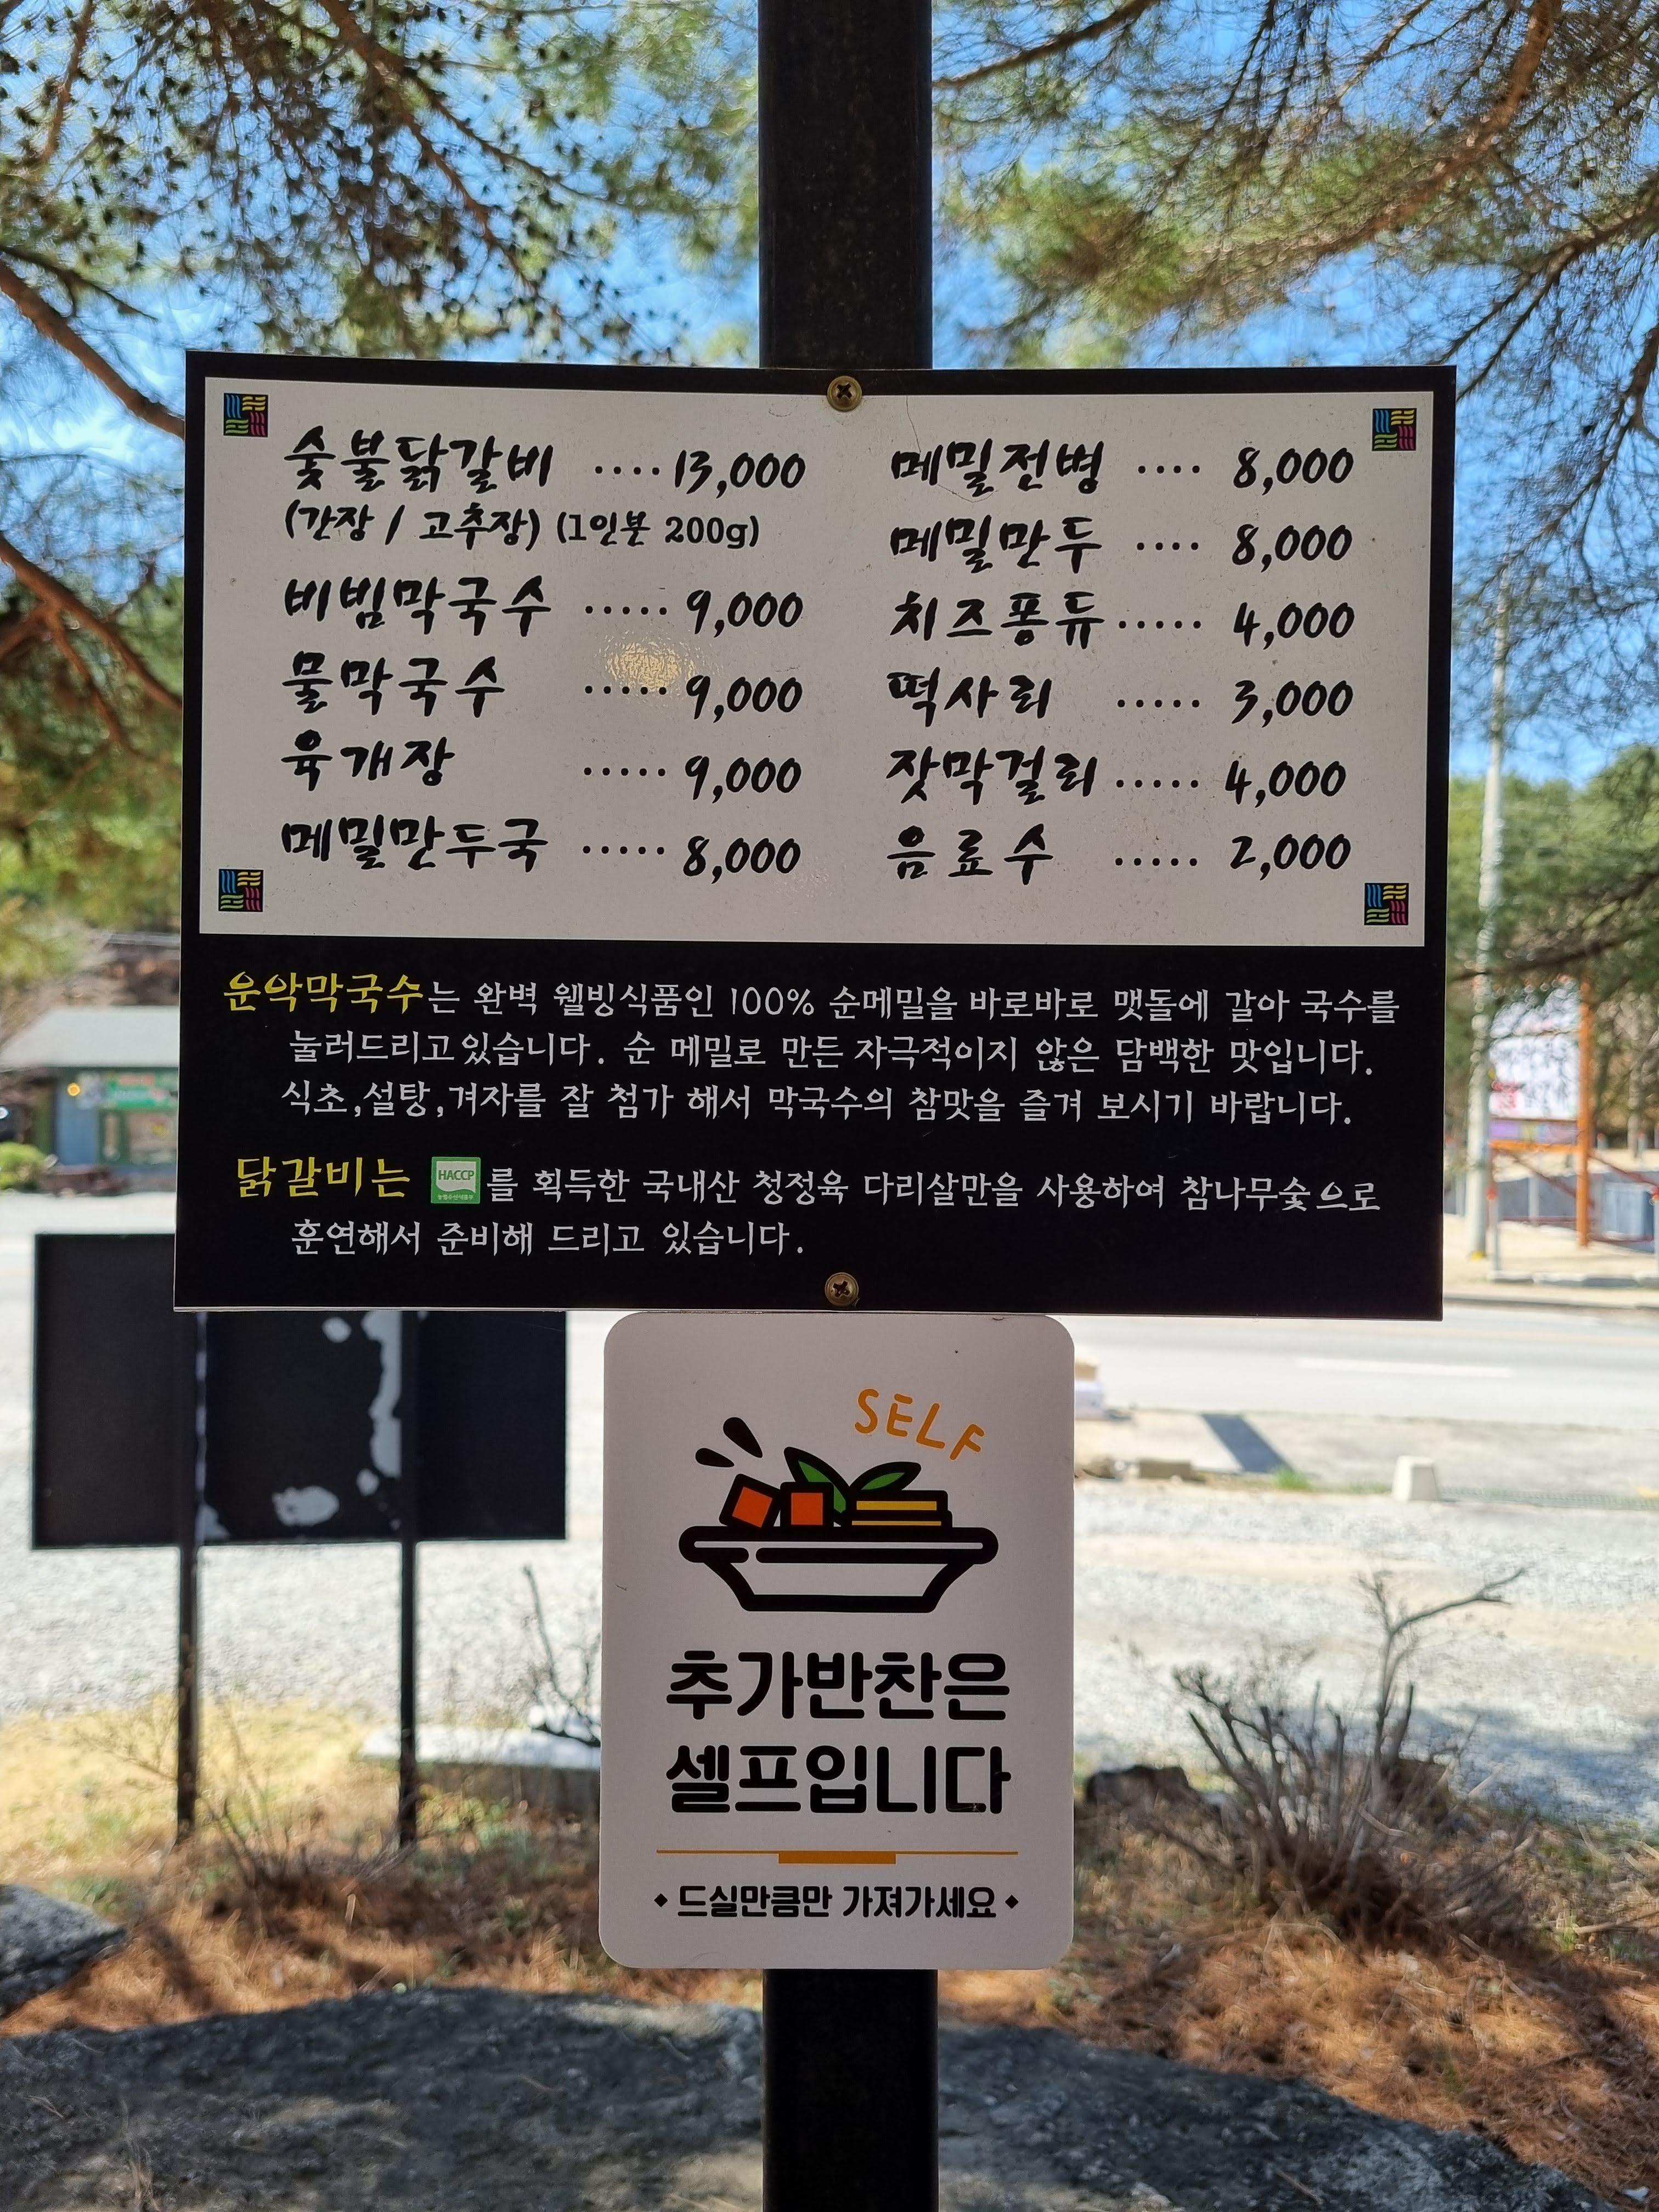 숯불닭갈비 ····13,000
(간장 / 고추장) (1인분 200g)
비빔막국수 ····· 9,000
물막국수 ····· 9,000
육개장 ····· 9,000
메밀만두국 ····· 8,000
메밀전병 ···· 8,000
메밀만두 ···· 8,000
치즈퐁듀 ····· 4,000
떡사리 ····· 3,000
잣막걸리 ····· 4,000
음료수 ····· 2,000
운악막국수는 완벽 웰빙식품인 100% 순메밀을 바로바로 맷돌에 갈아 국수를
눌러드리고있습니다. 순 메밀로 만든 자극적이지 않은 담백한 맛입니다.
식초,설탕,겨자를 잘 첨가 해서 막국수의 참맛을 즐겨 보시기 바랍니다.
닭갈비는 HACCP 를 획득한 국내산 청정육 다리살만을 사용하여 참나무숯으로
훈연해서 준비해 드리고 있습니다.
SELF
추가반찬은
셀프입니다
◆ 드실만큼만 가져가세요 ◆